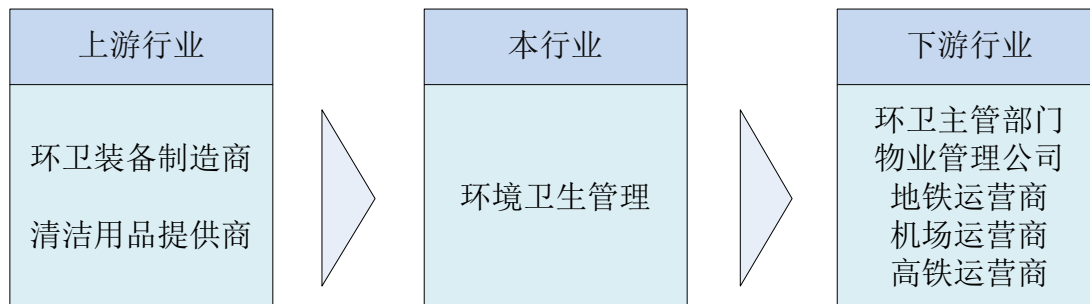 上游行业
环卫装备制造商
清洁用品提供商
本行业
环境卫生管理
下游行业
环卫主管部门
物业管理公司
地铁运营商
机场运营商
高铁运营商